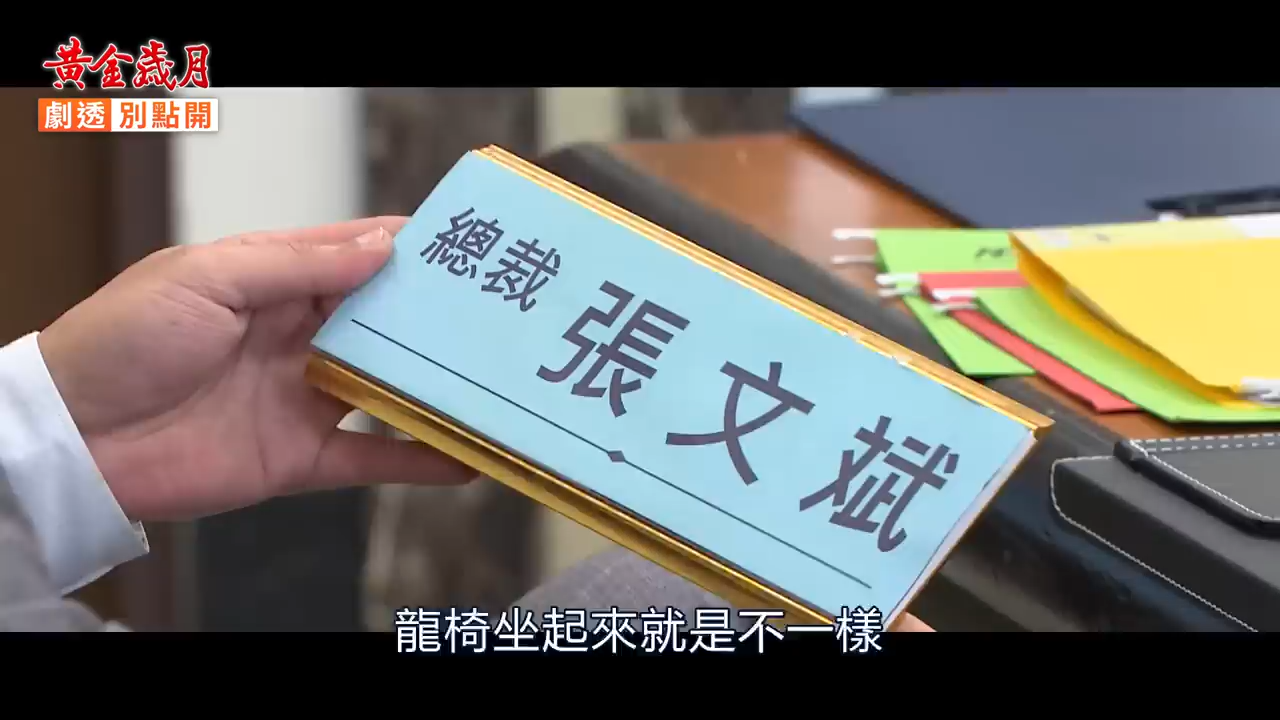 黃金歲月
劇透 別點開
總裁 張文斌
龍椅坐起來就是不一樣